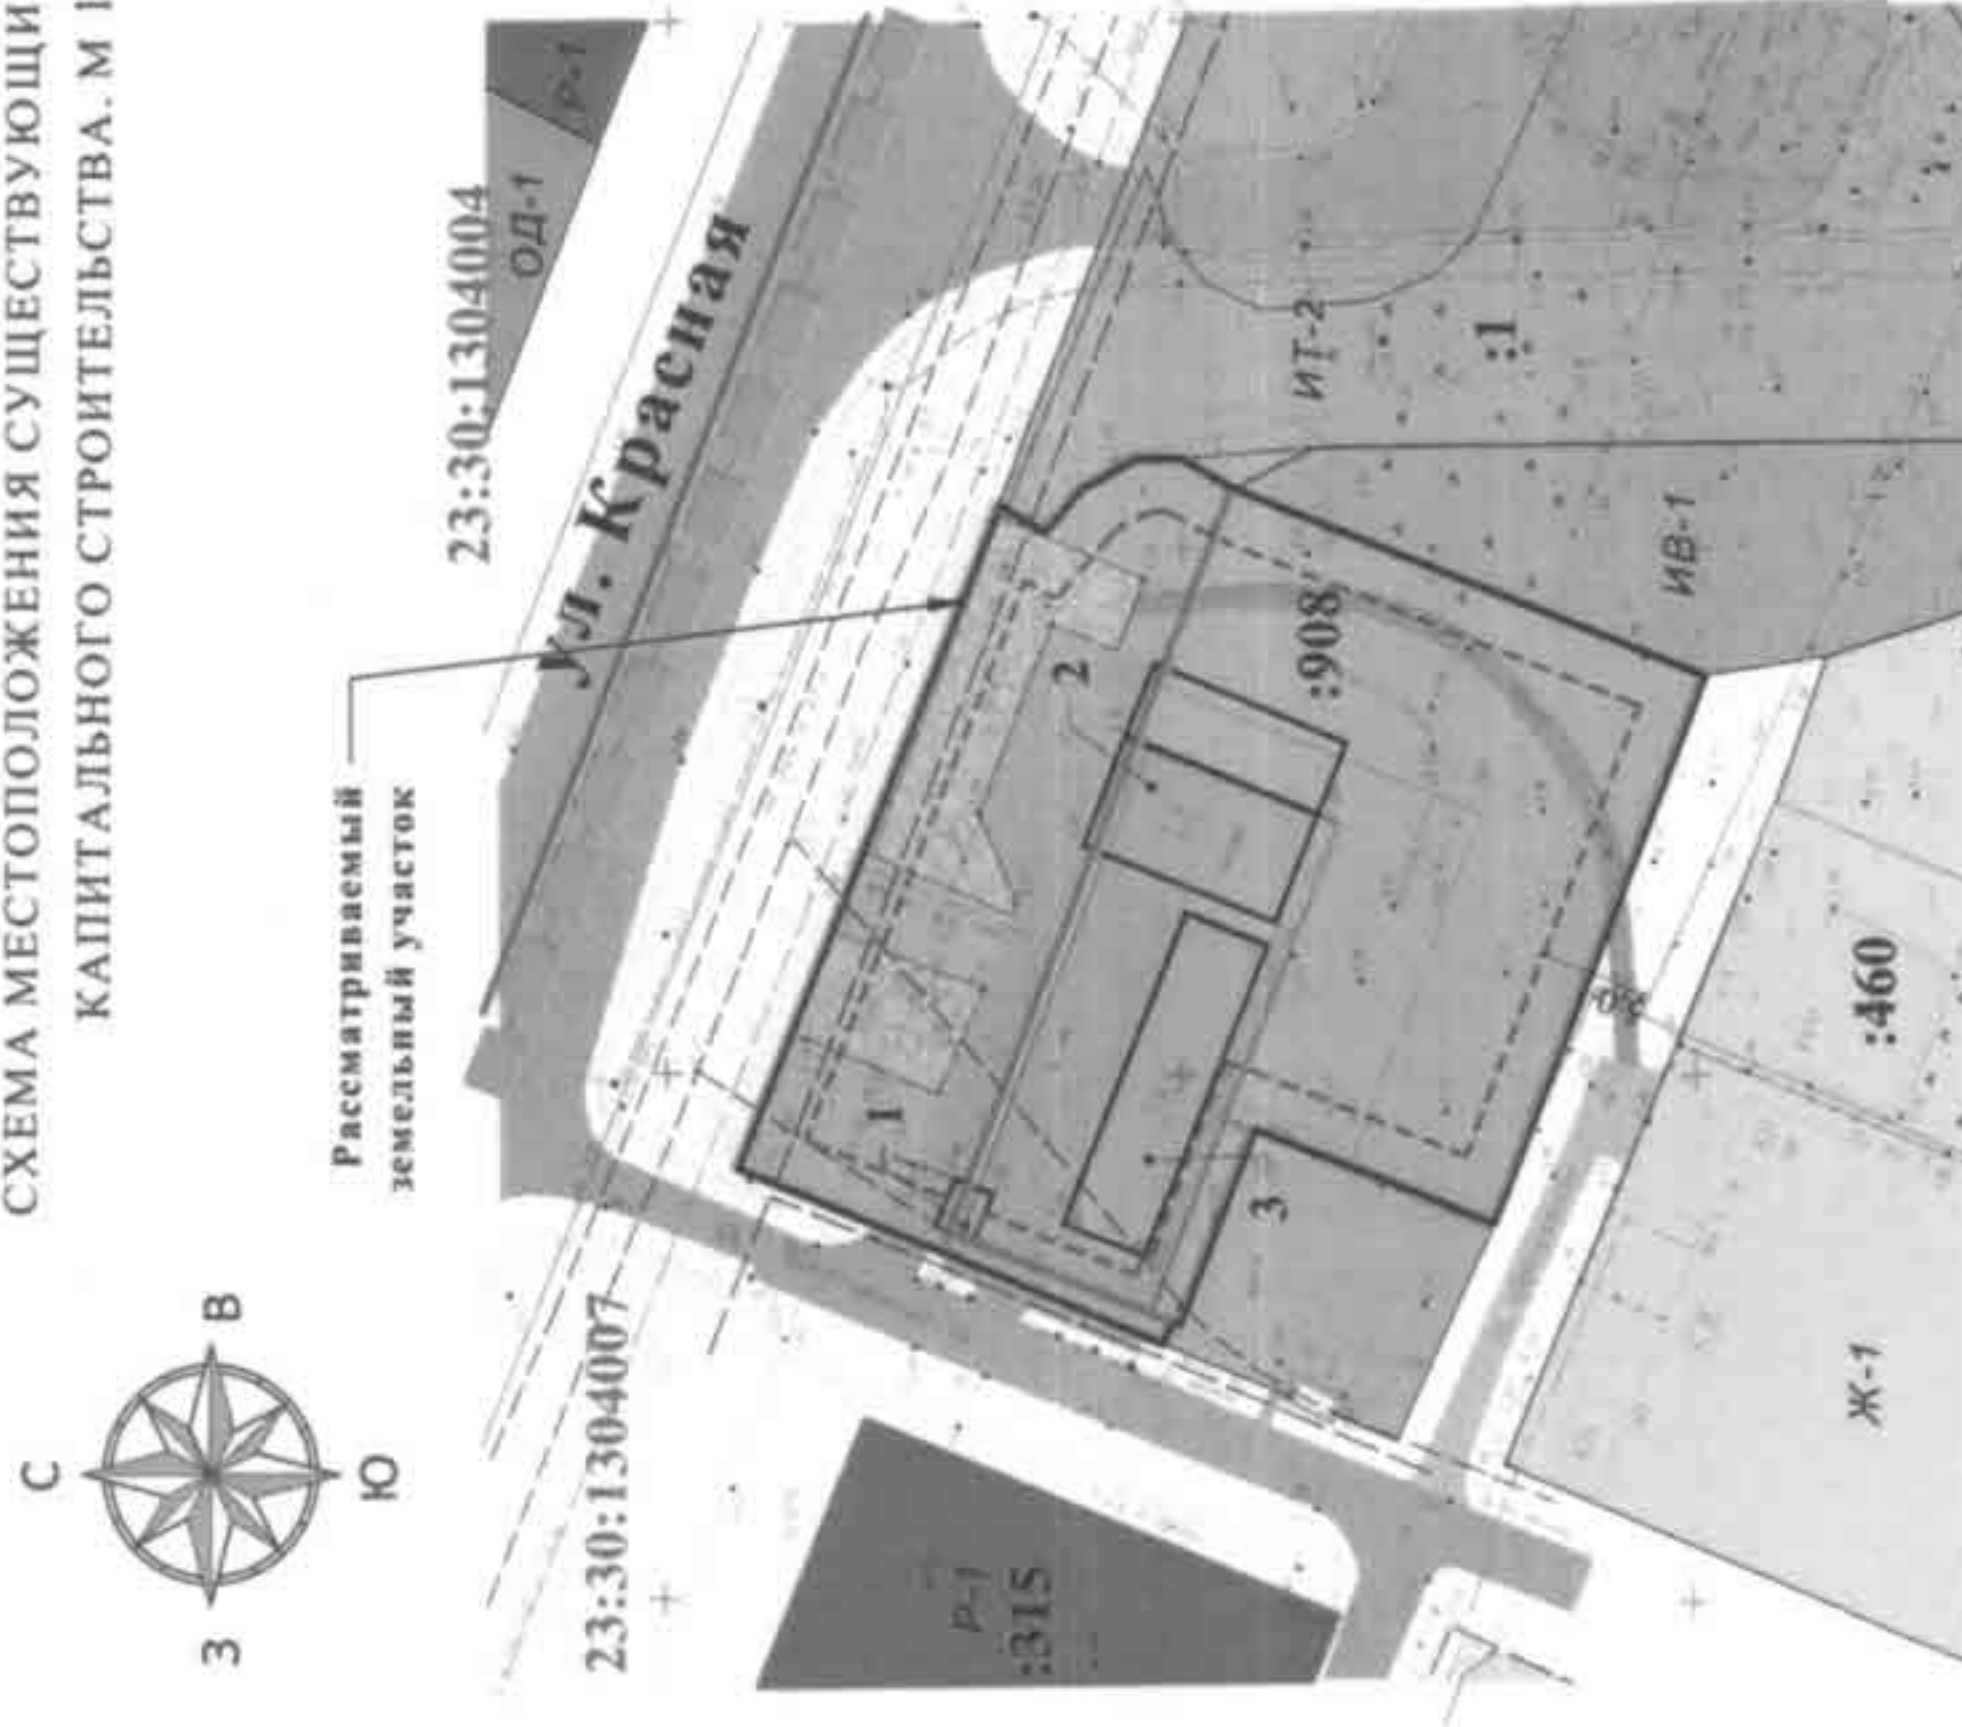 СХЕМА МЕСТОПОЛОЖЕНИЯ СУЩЕСТВУЮЩИ
КАПИТАЛЬНОГО СТРОИТЕЛЬСТВА. М 1
С
З
В
Ю
Рассматриваемый
земельный участок
23:30:1304004
ОД-1
Р-1
ул. Красная
23:30:1304007
1
2
3
:908
ИТ-2
:1
ИВ-1
Р-1
:315
:460
Ж-1